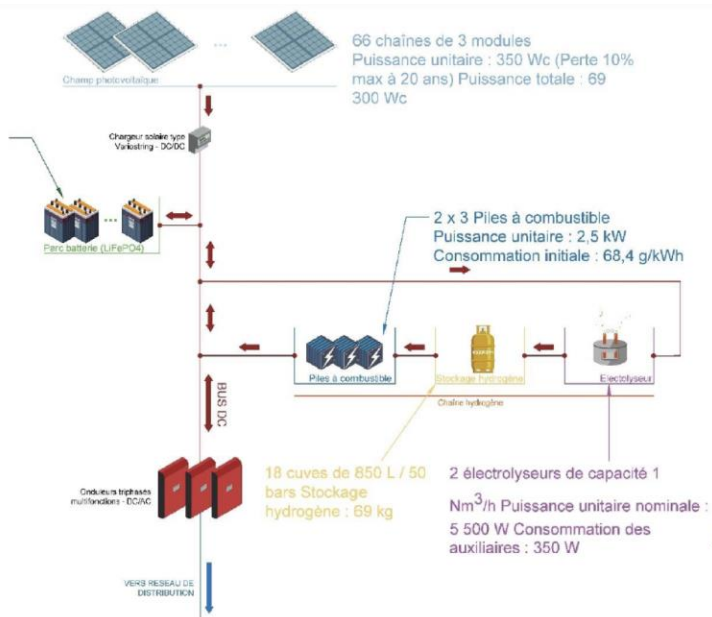 66 chaînes de 3 modules
Puissance unitaire : 350 Wc (Perte 10%
max à 20 ans) Puissance totale : 69
300 Wc
Champ photovoltaïque
Chargeur solaire type
Variostring - DC/DC
Parc batterie (LiFePO4)
2 x 3 Piles à combustible
Puissance unitaire : 2,5 kW
Consommation initiale : 68,4 g/kWh
Piles à combustible
Stockage hydrogène
Electolyseur
Chaîne hydrogène
BUS DC
Onduleurs triphasés
multifonctions - DC/AC
18 cuves de 850 L / 50
bars Stockage
hydrogène : 69 kg
2 électrolyseurs de capacité 1
Nm³/h Puissance unitaire nominale :
5 500 W Consommation des
auxiliaires : 350 W
VERS RESEAU DE
DISTRIBUTION